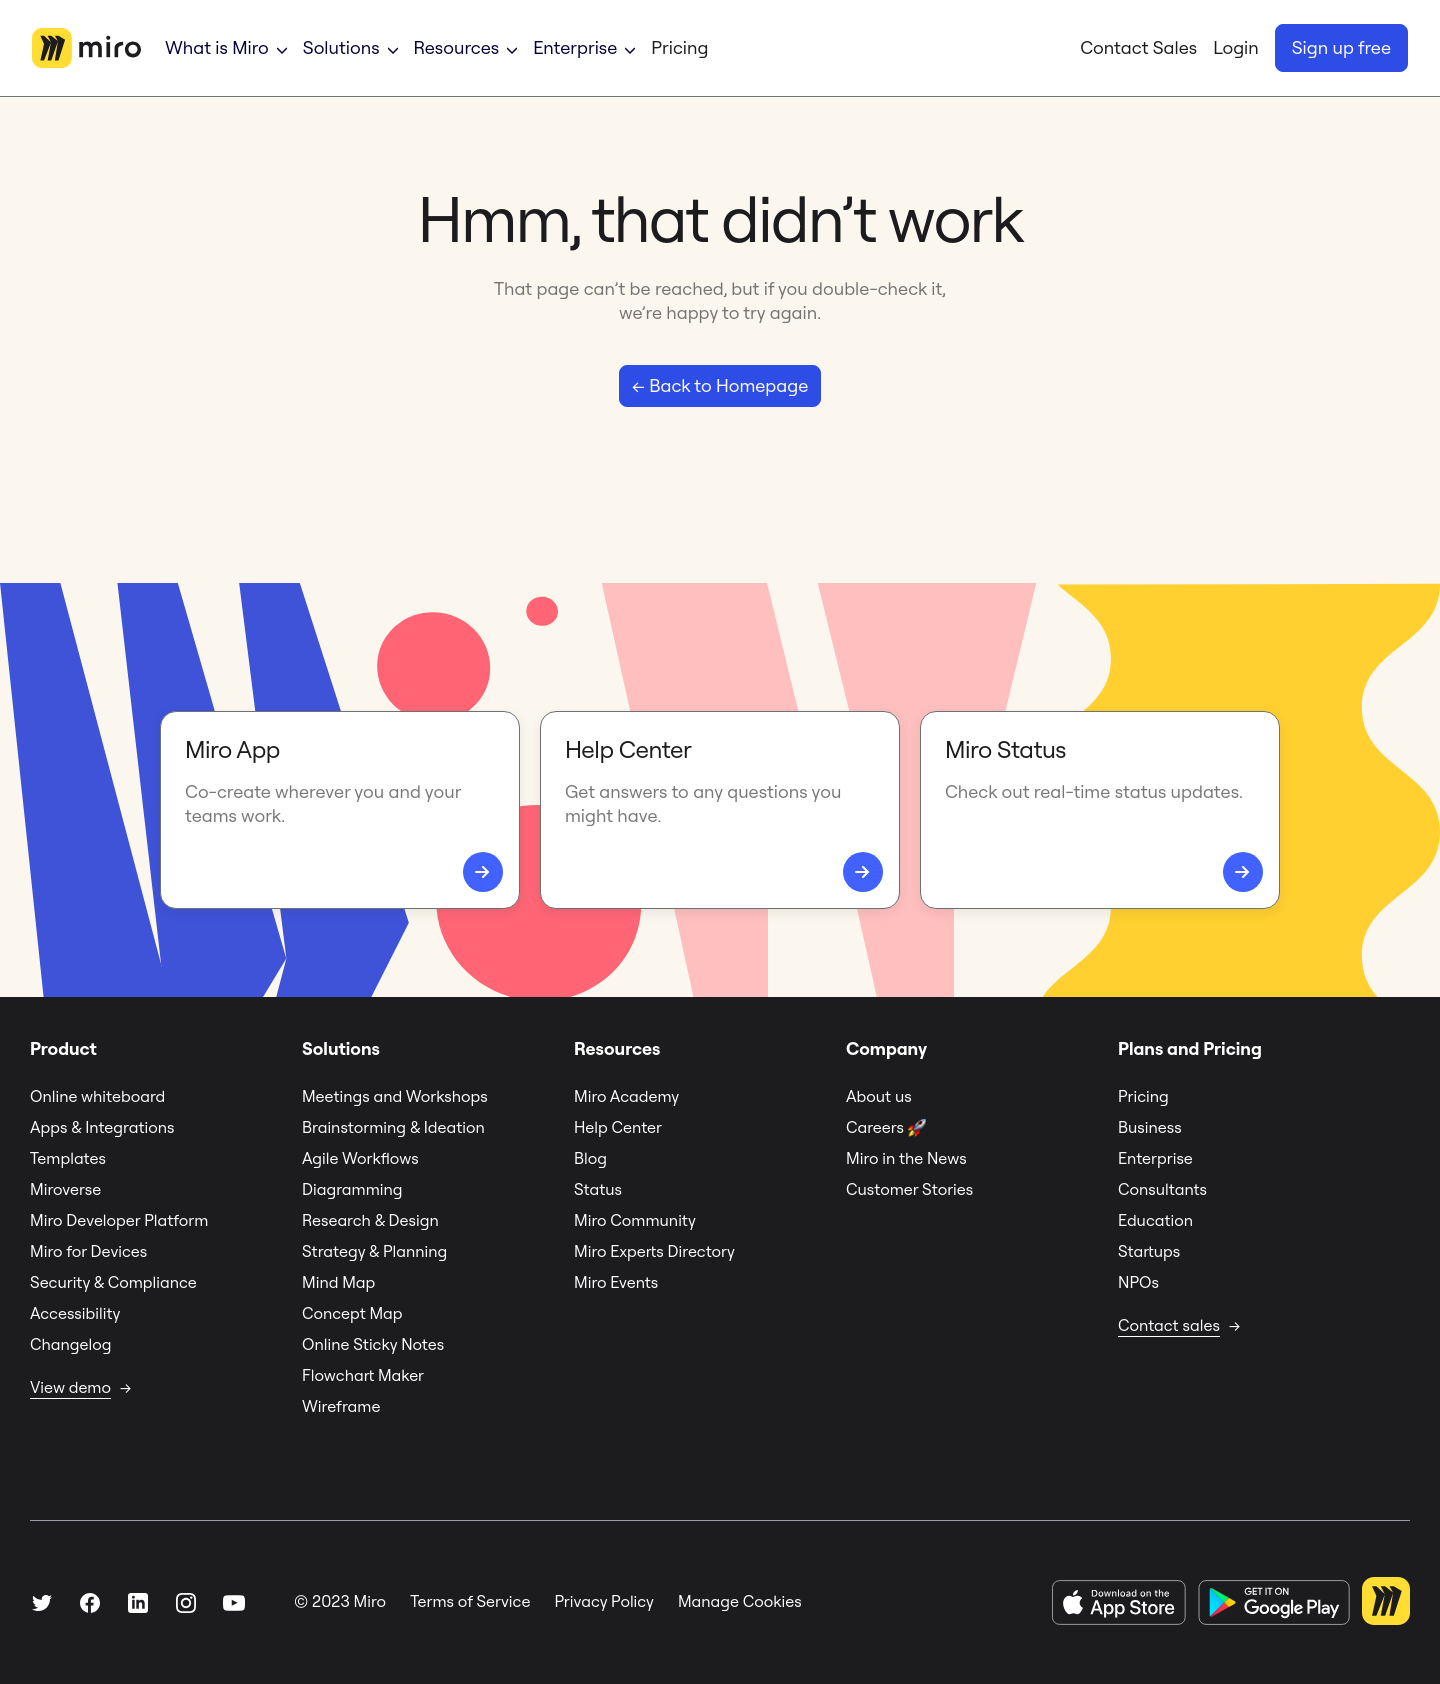 miro
What is Miro
Solutions
Resources
Enterprise
Pricing
Contact Sales
Login
Sign up free
Hmm, that didn’t work
That page can’t be reached, but if you double-check it,
we’re happy to try again.
← Back to Homepage
Miro App
Co-create wherever you and your
teams work.
Help Center
Get answers to any questions you
might have.
Miro Status
Check out real-time status updates.
Product
Online whiteboard
Apps & Integrations
Templates
Miroverse
Miro Developer Platform
Miro for Devices
Security & Compliance
Accessibility
Changelog
View demo →
Solutions
Meetings and Workshops
Brainstorming & Ideation
Agile Workflows
Diagramming
Research & Design
Strategy & Planning
Mind Map
Concept Map
Online Sticky Notes
Flowchart Maker
Wireframe
Resources
Miro Academy
Help Center
Blog
Status
Miro Community
Miro Experts Directory
Miro Events
Company
About us
Careers 🚀
Miro in the News
Customer Stories
Plans and Pricing
Pricing
Business
Enterprise
Consultants
Education
Startups
NPOs
Contact sales →
© 2023 Miro
Terms of Service
Privacy Policy
Manage Cookies
Download on the
App Store
GET IT ON
Google Play